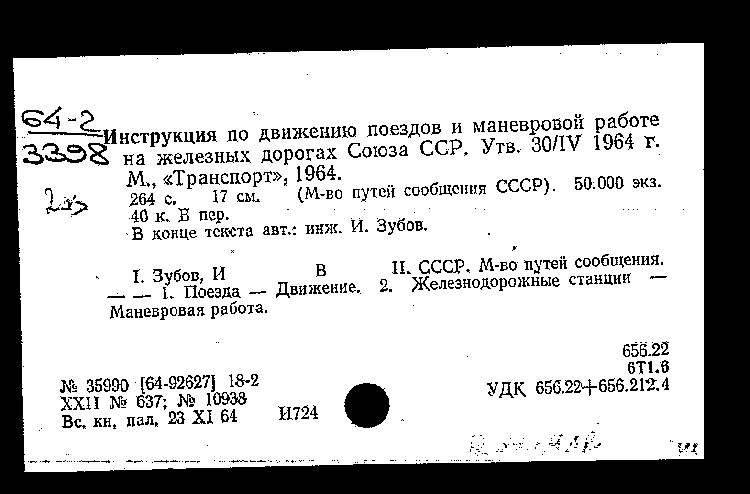 64-2
3398
2 экз
Инструкция по движению поездов и маневровой работе
на железных дорогах Союза ССР. Утв. 30/IV 1964 г.
М., «Транспорт», 1964.
264 с. 17 см. (М-во путей сообщения СССР). 50.000 экз.
40 к. В пер.
В конце текста авт.: инж. И. Зубов.
I. Зубов, И В II. СССР. М-во путей сообщения.
— — 1. Поезда — Движение. 2. Железнодорожные станции —
Маневровая работа.
656.22
6Т1.6
№ 35990 [64-92627] 18-2
УДК 656.22+656.212.4
XXII № 637; № 10938
Вс. кн. пал. 23 XI 64 И724